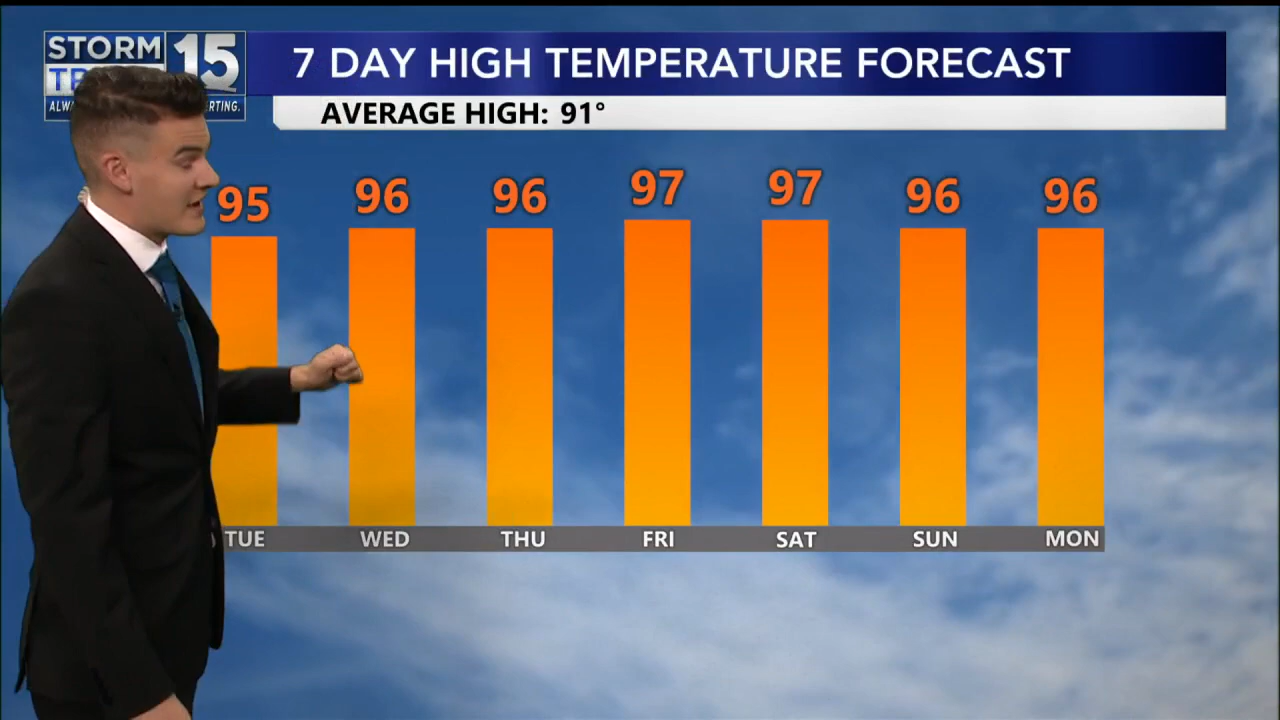 STORM 15
7 DAY HIGH TEMPERATURE FORECAST
AVERAGE HIGH: 91°
95 96 96 97 97 96 96
TUE WED THU FRI SAT SUN MON